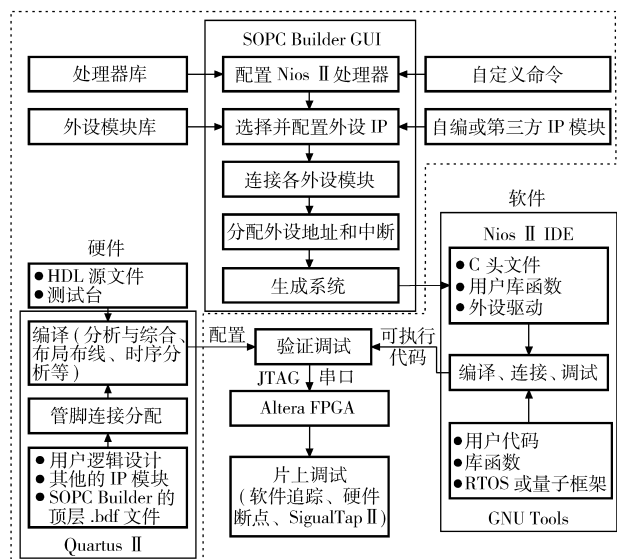 SOPC Builder GUI
处理器库
配置 Nios Ⅱ处理器
自定义命令
外设模块库
选择并配置外设 IP
自编或第三方 IP 模块
连接各外设模块
分配外设地址和中断
生成系统
硬件
● HDL 源文件
● 测试台
编译(分析与综合、
布局布线、时序分
析等)
管脚连接分配
● 用户逻辑设计
● 其他的 IP 模块
● SOPC Builder 的
顶层 .bdf 文件
Quartus Ⅱ
配置
验证调试
可执行
代码
JTAG
串口
Altera FPGA
片上调试
(软件追踪、硬件
断点、SigualTap Ⅱ)
软件
Nios Ⅱ IDE
● C 头文件
● 用户库函数
● 外设驱动
编译、连接、调试
● 用户代码
● 库函数
● RTOS 或量子框架
GNU Tools